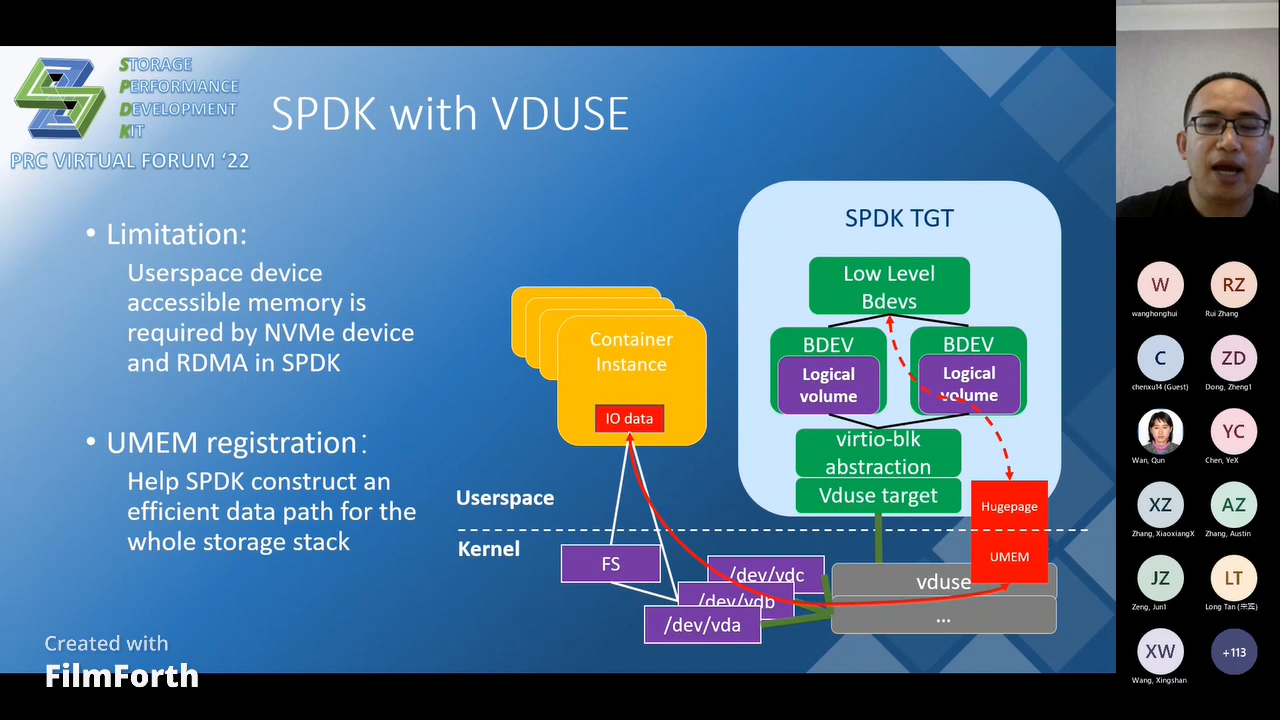 STORAGE
PERFORMANCE
DEVELOPMENT
KIT
PRC VIRTUAL FORUM ‘22
SPDK with VDUSE
• Limitation:
Userspace device
accessible memory is
required by NVMe device
and RDMA in SPDK
• UMEM registration：
Help SPDK construct an
efficient data path for the
whole storage stack
SPDK TGT
Low Level
Bdevs
BDEV
Logical
volume
BDEV
Logical
volume
virtio-blk
abstraction
Vduse target
Container
Instance
IO data
Userspace
Kernel
Hugepage
UMEM
FS
/dev/vdc
/dev/vdb
/dev/vda
vduse
...
Created with
FilmForth
W
wanghonghui
RZ
Rui Zhang
C
chenxu14 (Guest)
ZD
Dong, Zheng1
Wan, Qun
YC
Chen, YeX
XZ
Zhang, XiaoxiangX
AZ
Zhang, Austin
JZ
Zeng, Jun1
LT
Long Tan
XW
Wang, Xingshan
+113